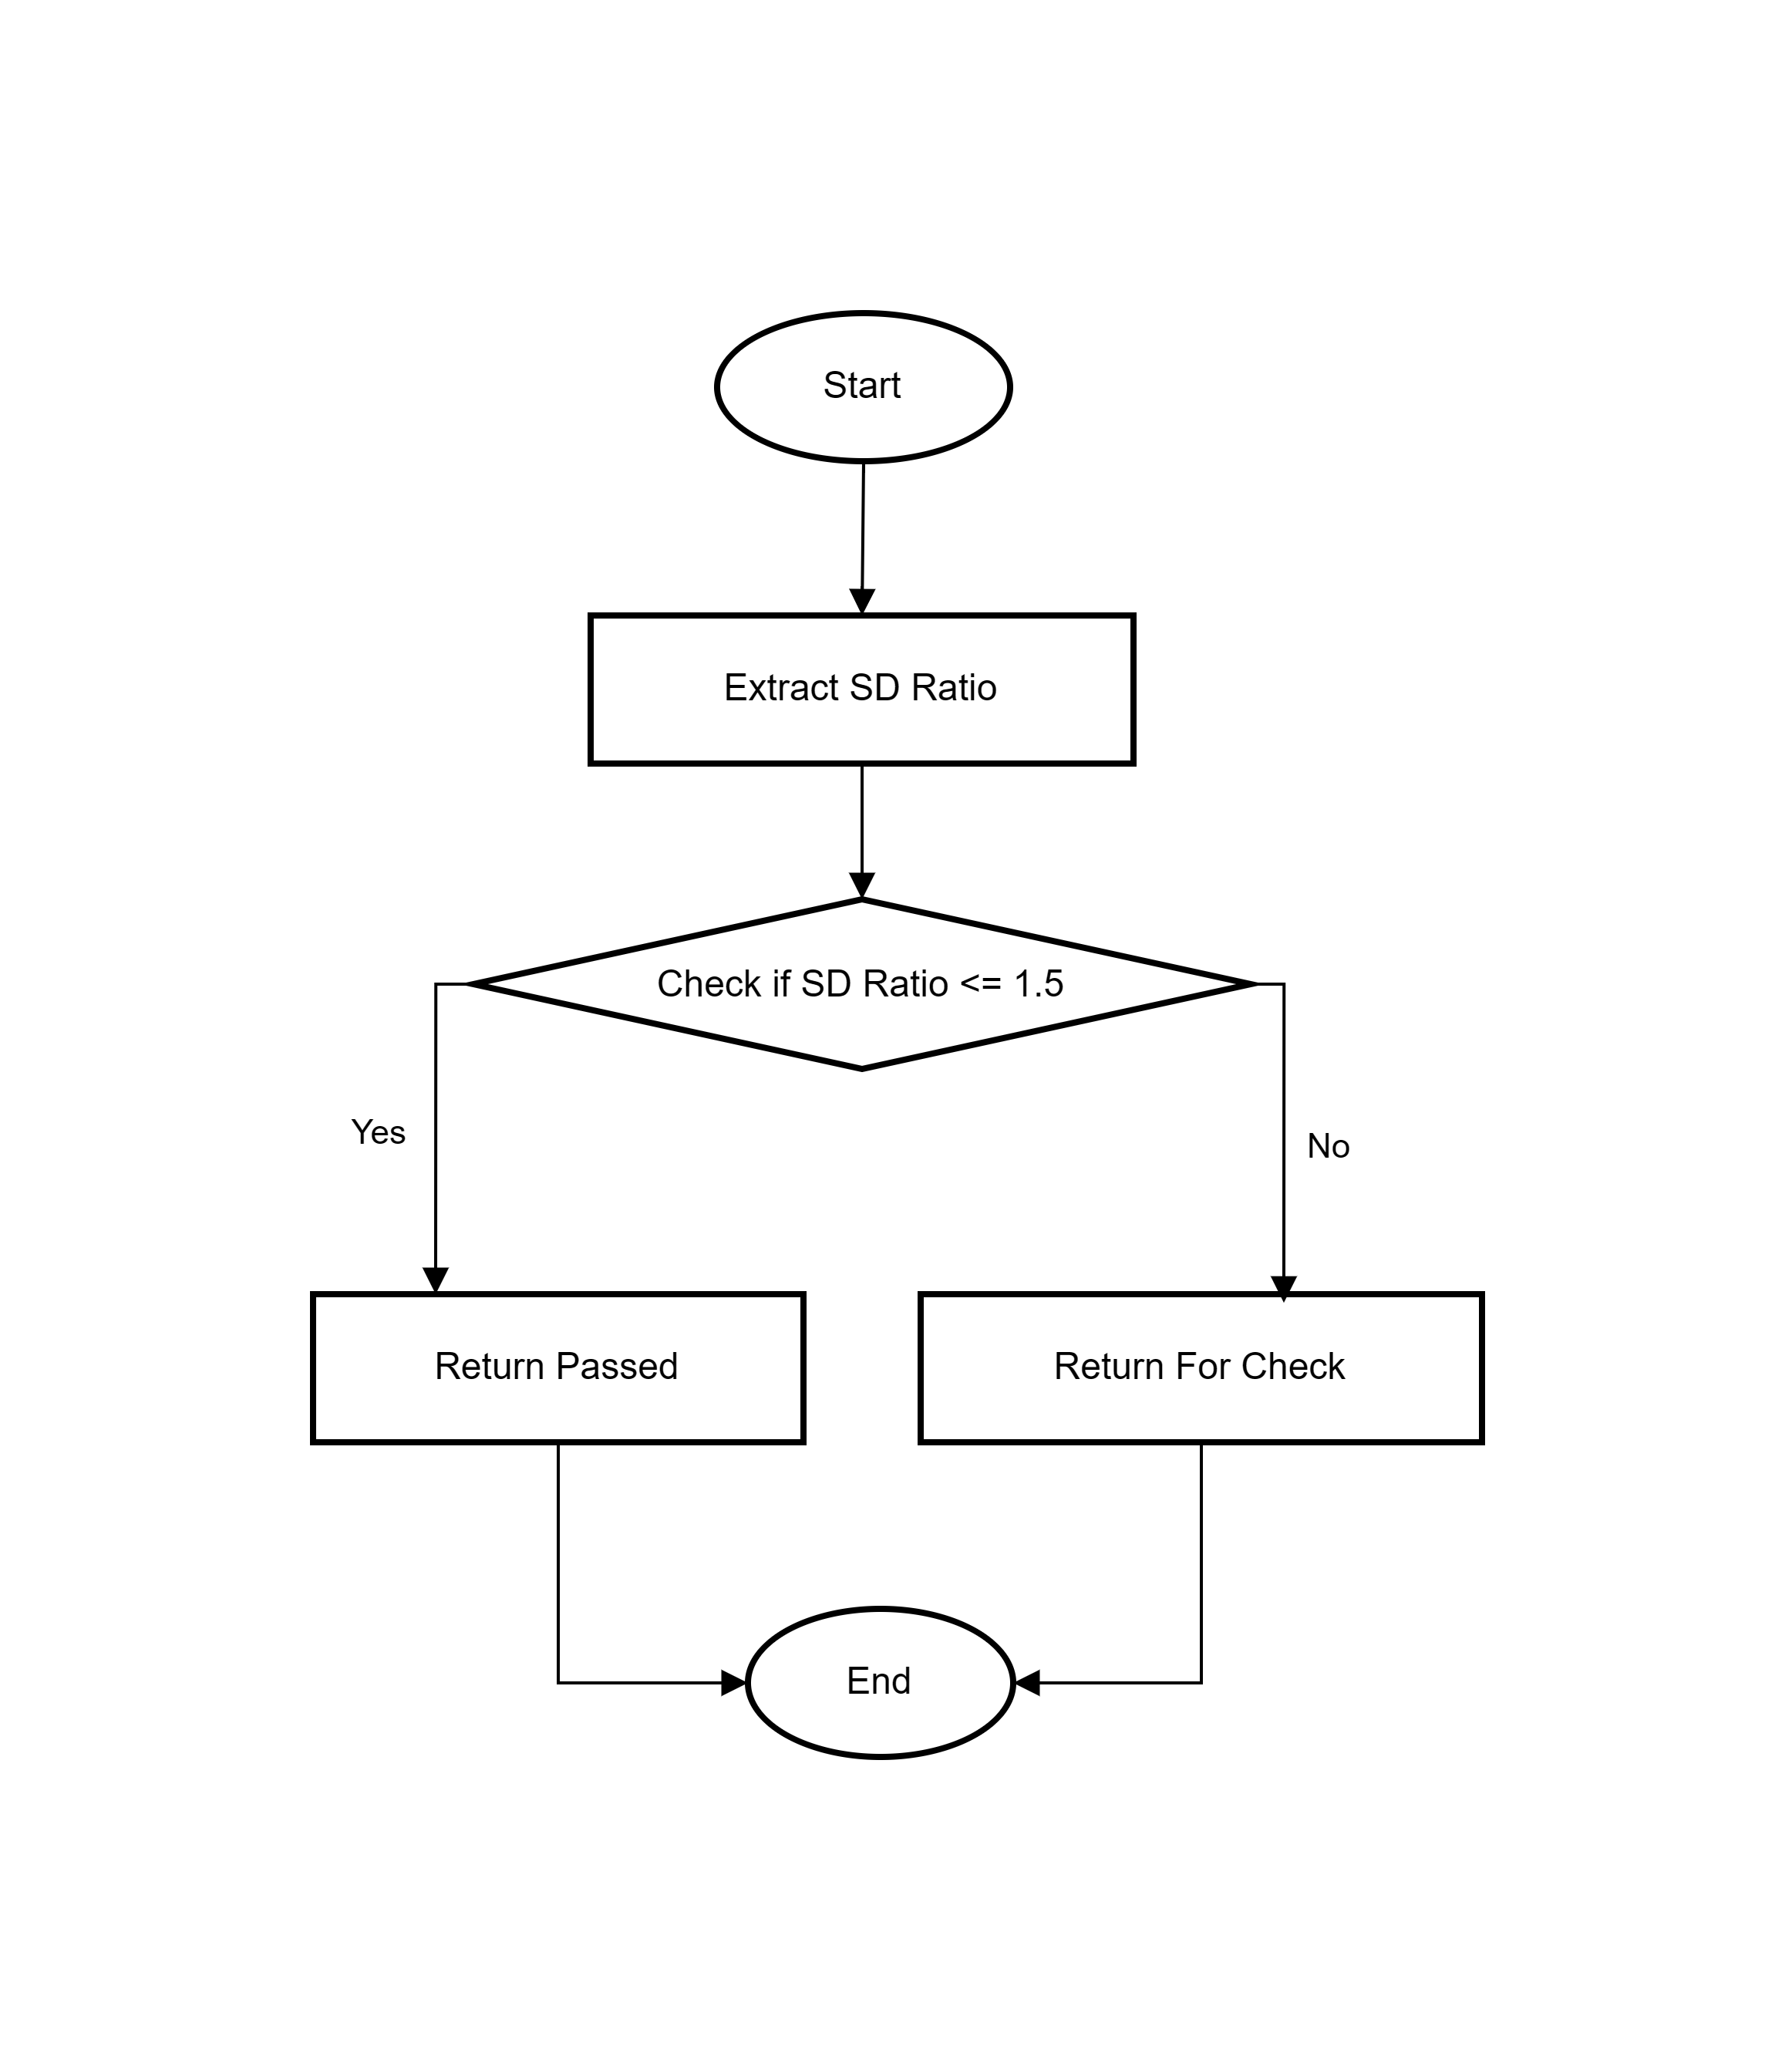 Start
Extract SD Ratio
Check if SD Ratio <= 1.5
Yes
No
Return Passed
Return For Check
End